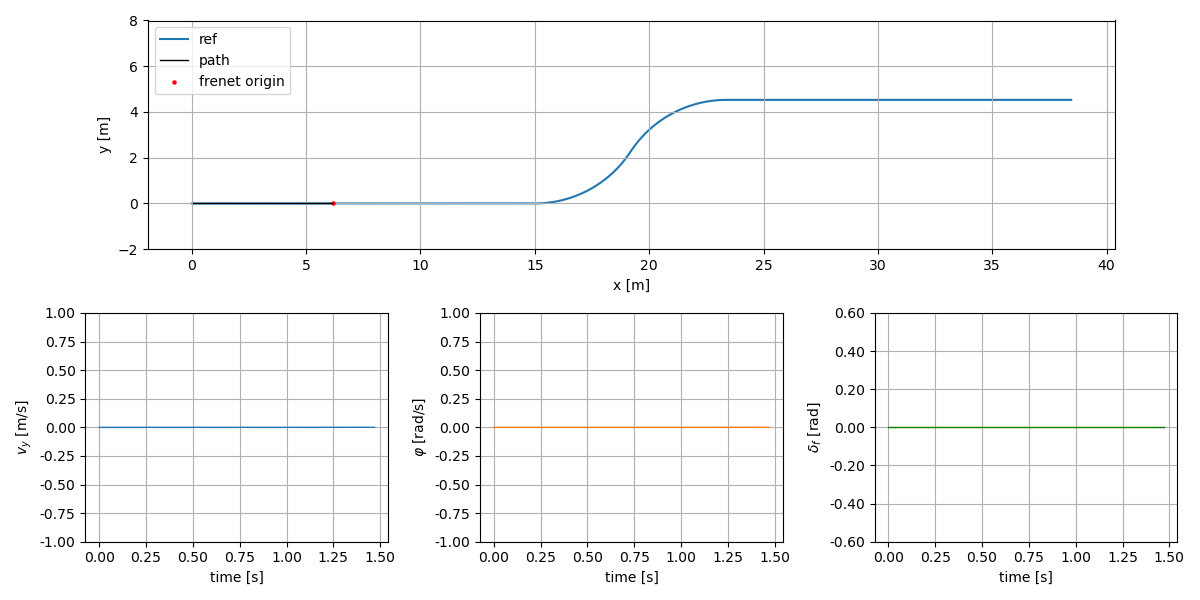 8
6
4
2
0
−2
y [m]
ref
path
frenet origin
0 5 10 15 20 25 30 35 40
x [m]
1.00
0.75
0.50
0.25
0.00
-0.25
-0.50
-0.75
-1.00
v_y [m/s]
0.00 0.25 0.50 0.75 1.00 1.25 1.50
time [s]
1.00
0.75
0.50
0.25
0.00
-0.25
-0.50
-0.75
-1.00
φ [rad/s]
0.00 0.25 0.50 0.75 1.00 1.25 1.50
time [s]
0.60
0.40
0.20
0.00
-0.20
-0.40
-0.60
δ_f [rad]
0.00 0.25 0.50 0.75 1.00 1.25 1.50
time [s]